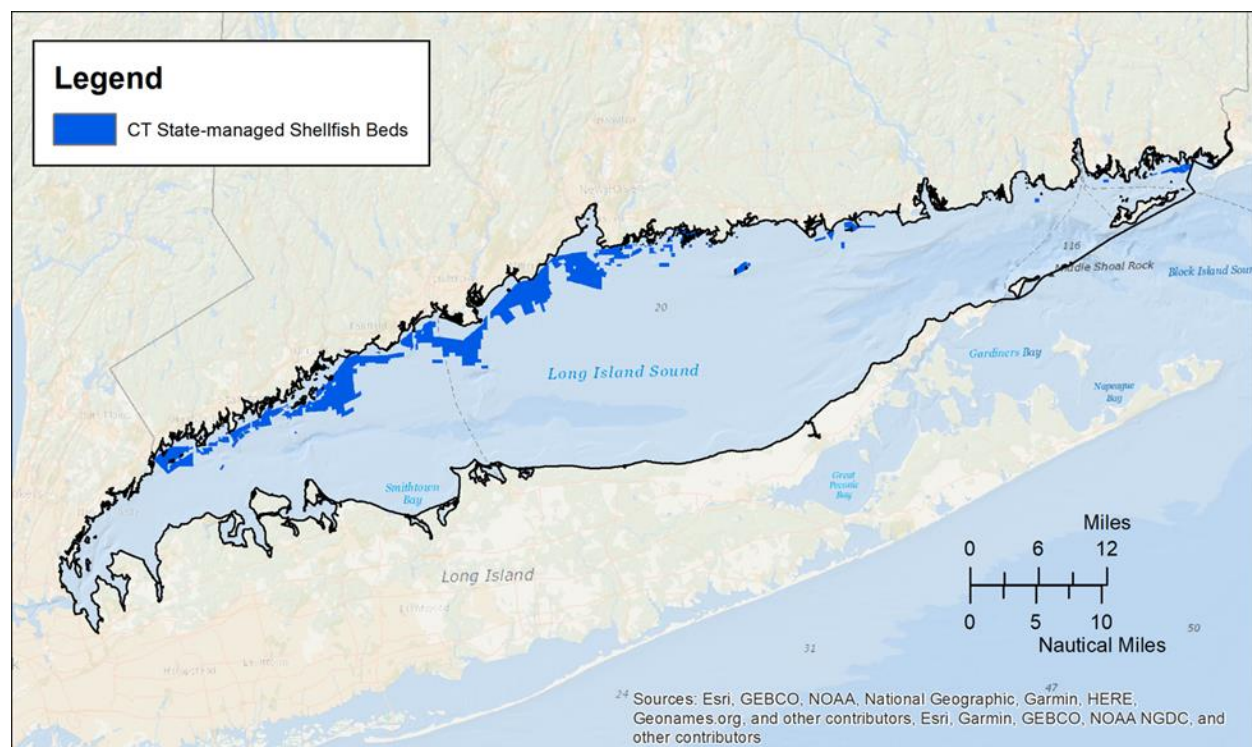 Legend
CT State-managed Shellfish Beds
116
Middle Shoal Rock
Block Island Soun
20
Long Island Sound
Gardiners Bay
Napeague
Bay
Smithtown
Bay
Great
Peconic
Bay
Long Island
Miles
0 6 12
0 5 10
Nautical Miles
50
31
24
47
Sources: Esri, GEBCO, NOAA, National Geographic, Garmin, HERE,
Geonames.org, and other contributors, Esri, Garmin, GEBCO, NOAA NGDC, and
other contributors